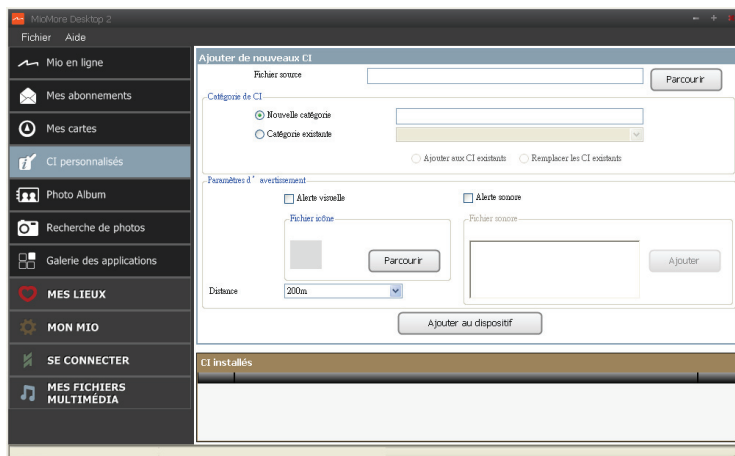 MioMore Desktop 2
Fichier Aide
Mio en ligne
Mes abonnements
Mes cartes
CI personnalisés
Photo Album
Recherche de photos
Galerie des applications
MES LIEUX
MON MIO
SE CONNECTER
MES FICHIERS
MULTIMÉDIA
Ajouter de nouveaux CI
Fichier source
Parcourir
Catégorie de CI
Nouvelle catégorie
Catégorie existante
Ajouter aux CI existants Remplacer les CI existants
Paramètres d' avertissement
Alerte visuelle Alerte sonore
Fichier icône Fichier sonore
Parcourir Ajouter
Distance 200m
Ajouter au dispositif
CI installés